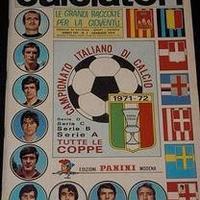 Calciatori
LE GRANDI RACCOLTE
PER LA GIOVENTÙ
CAMPIONATO ITALIANO DI CALCIO
1971-72
Serie D
Serie C
Serie B
Serie A
TUTTE LE
COPPE
EDIZIONI PANINI MODENA